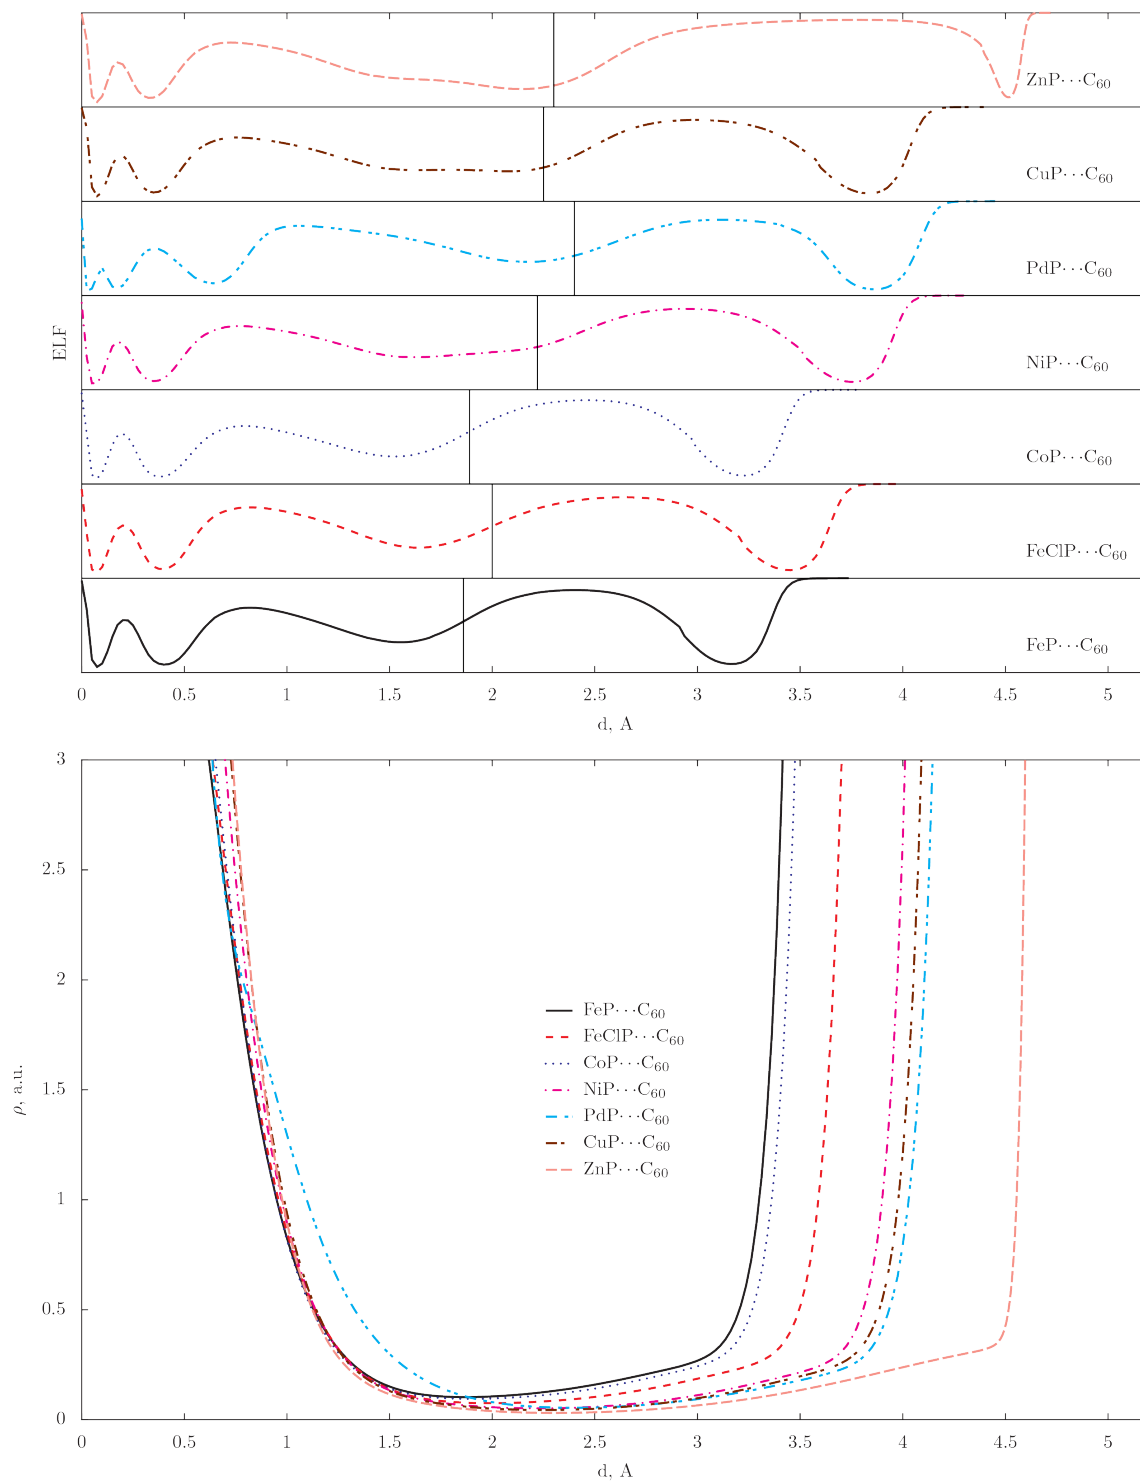 ZnP···C₆₀
CuP···C₆₀
PdP···C₆₀
ELF
NiP···C₆₀
CoP···C₆₀
FeClP···C₆₀
FeP···C₆₀
0 0.5 1 1.5 2 2.5 3 3.5 4 4.5 5
d, A
3
2.5
2
FeP···C₆₀
FeClP···C₆₀
CoP···C₆₀
NiP···C₆₀
PdP···C₆₀
CuP···C₆₀
ZnP···C₆₀
ρ, a.u.
1.5
1
0.5
0
0 0.5 1 1.5 2 2.5 3 3.5 4 4.5 5
d, A